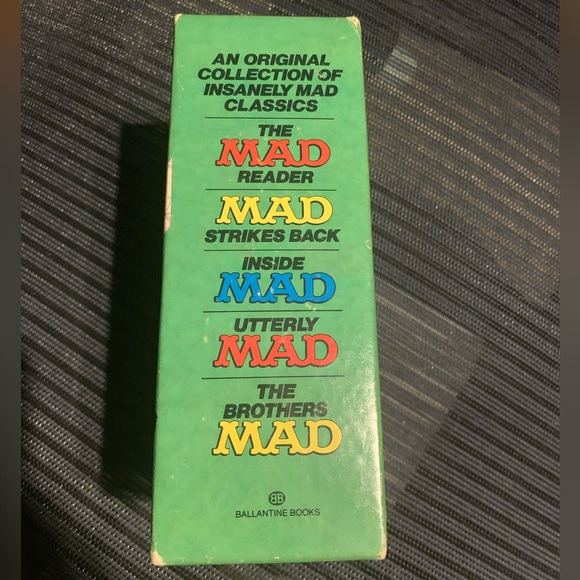 AN ORIGINAL
COLLECTION OF
INSANELY MAD
CLASSICS
THE
MAD
READER
MAD
STRIKES BACK
INSIDE
MAD
UTTERLY
MAD
THE
BROTHERS
MAD
BB
BALLANTINE BOOKS